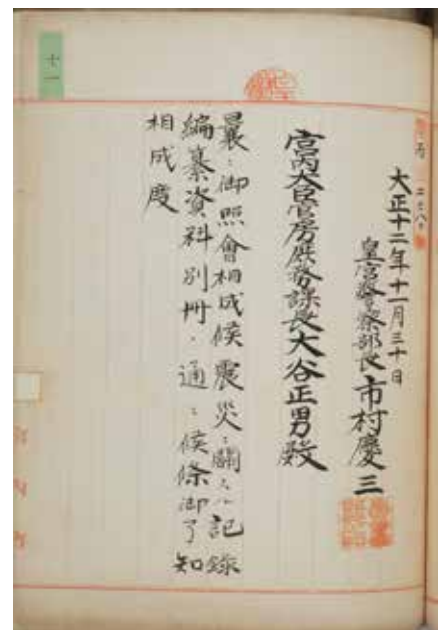 十一
丙
大正十二年十一月三十日
皇宮警察部長市村慶三
宮内大臣官房庶務課長大谷正男殿
曩ニ御照會相成候震災ニ關スル記錄
編纂資料別冊ノ通ニ候條御了知
相成度